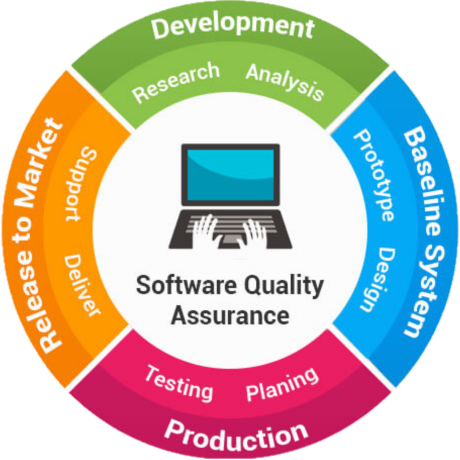 Development
Research Analysis
Baseline System
Prototype Design
Production
Testing Planing
Release to Market
Support Deliver
Software Quality
Assurance